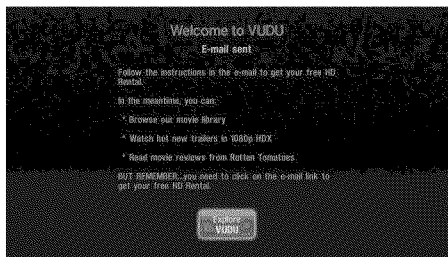 Welcome to VUDU
E-mail sent
Follow the instructions in the e-mail to get your free HD
Rental.
In the meantime, you can:
* Browse our movie library
* Watch hot new trailers in 1080p HDX
* Read movie reviews from Rotten Tomatoes
BUT REMEMBER...you need to click on the e-mail link to
get your free HD Rental
Explore
VUDU